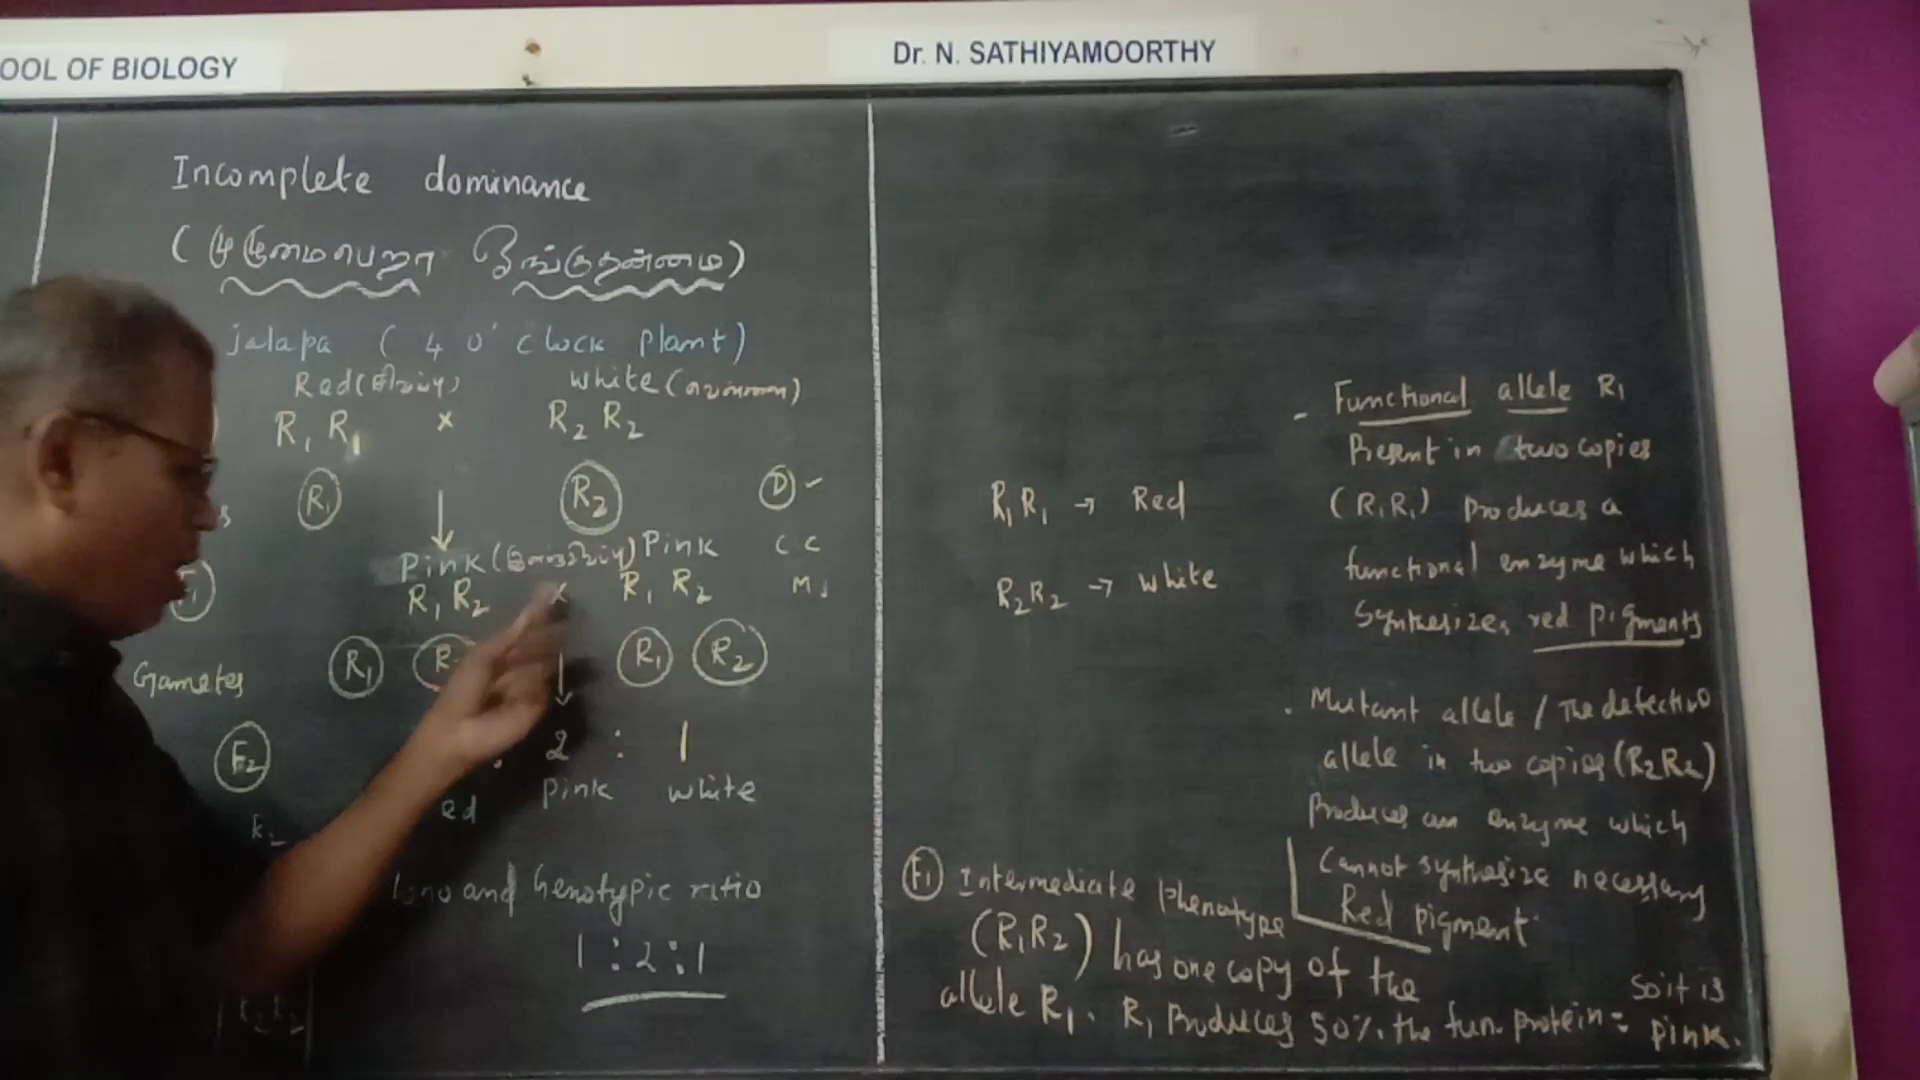 OOL OF BIOLOGY
Dr. N. SATHIYAMOORTHY
Incomplete dominance
(முழுமைபெறா ஓங்குதன்மை)
jalapa ( 4 0' clock plant)
Red(சிவப்பு) white(வெள்ளை)
R₁ R₁ x R₂ R₂
R₁ R₂ D
Pink(இளஞ்சிவப்பு) Pink C C
R₁ R₂ x R₁ R₂
Gametes R₁ R₁ R₂
F₂ 2 : 1
ed pink white
and Genotypic ratio
1 : 2 : 1
R₁R₁ → Red
R₂R₂ → white
- Functional allele R₁
Present in two copies
(R₁R₁) produces a
functional enzyme which
Synthesizes red pigments
. Mutant allele / The defective
allele in two copies (R₂R₂)
Produces an enzyme which
Cannot synthesize necessary
Red pigment.
F₁ Intermediate phenotype
(R₁R₂) has one copy of the
allele R₁. R₁ produces 50% the fun. protein = So it is
pink.